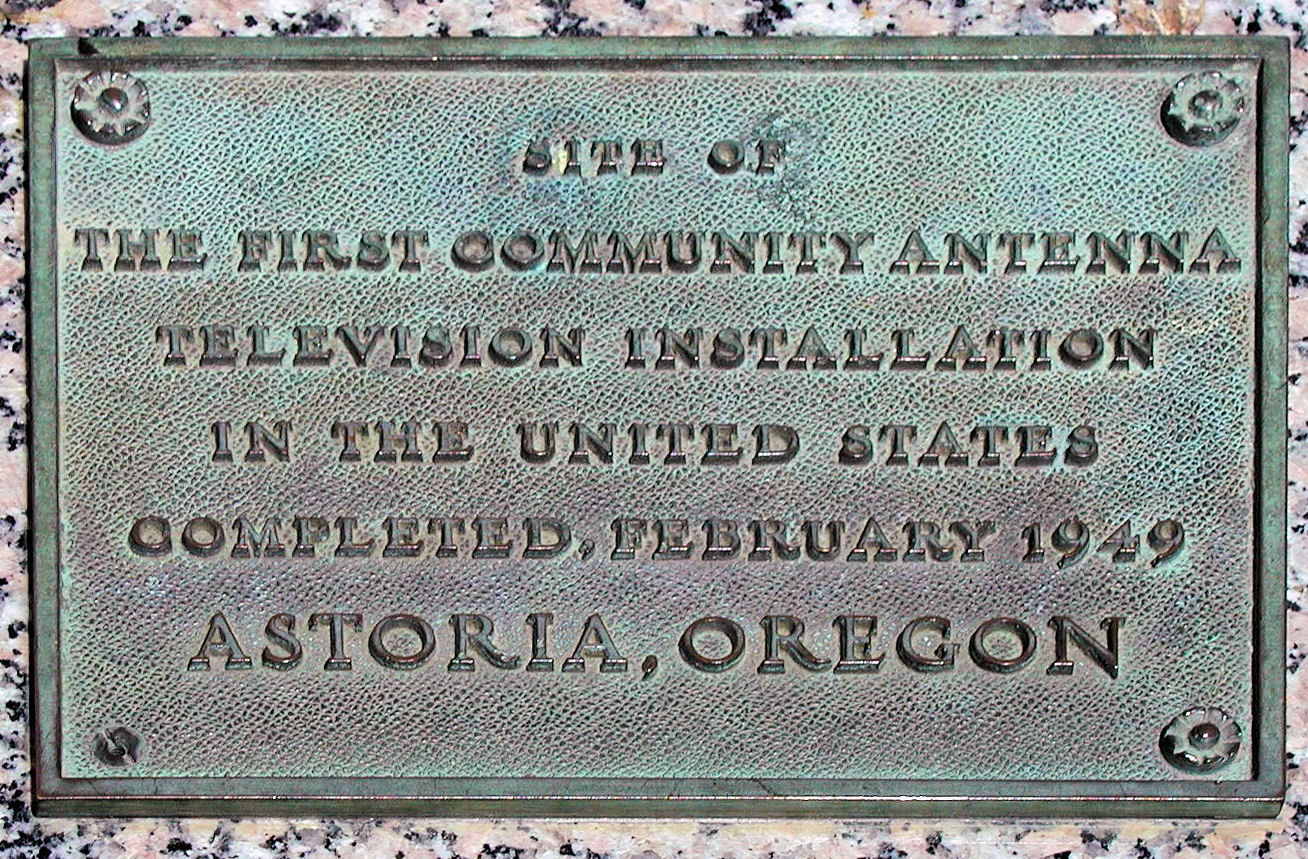 SITE OF
THE FIRST COMMUNITY ANTENNA
TELEVISION INSTALLATION
IN THE UNITED STATES
COMPLETED, FEBRUARY 1949
ASTORIA, OREGON